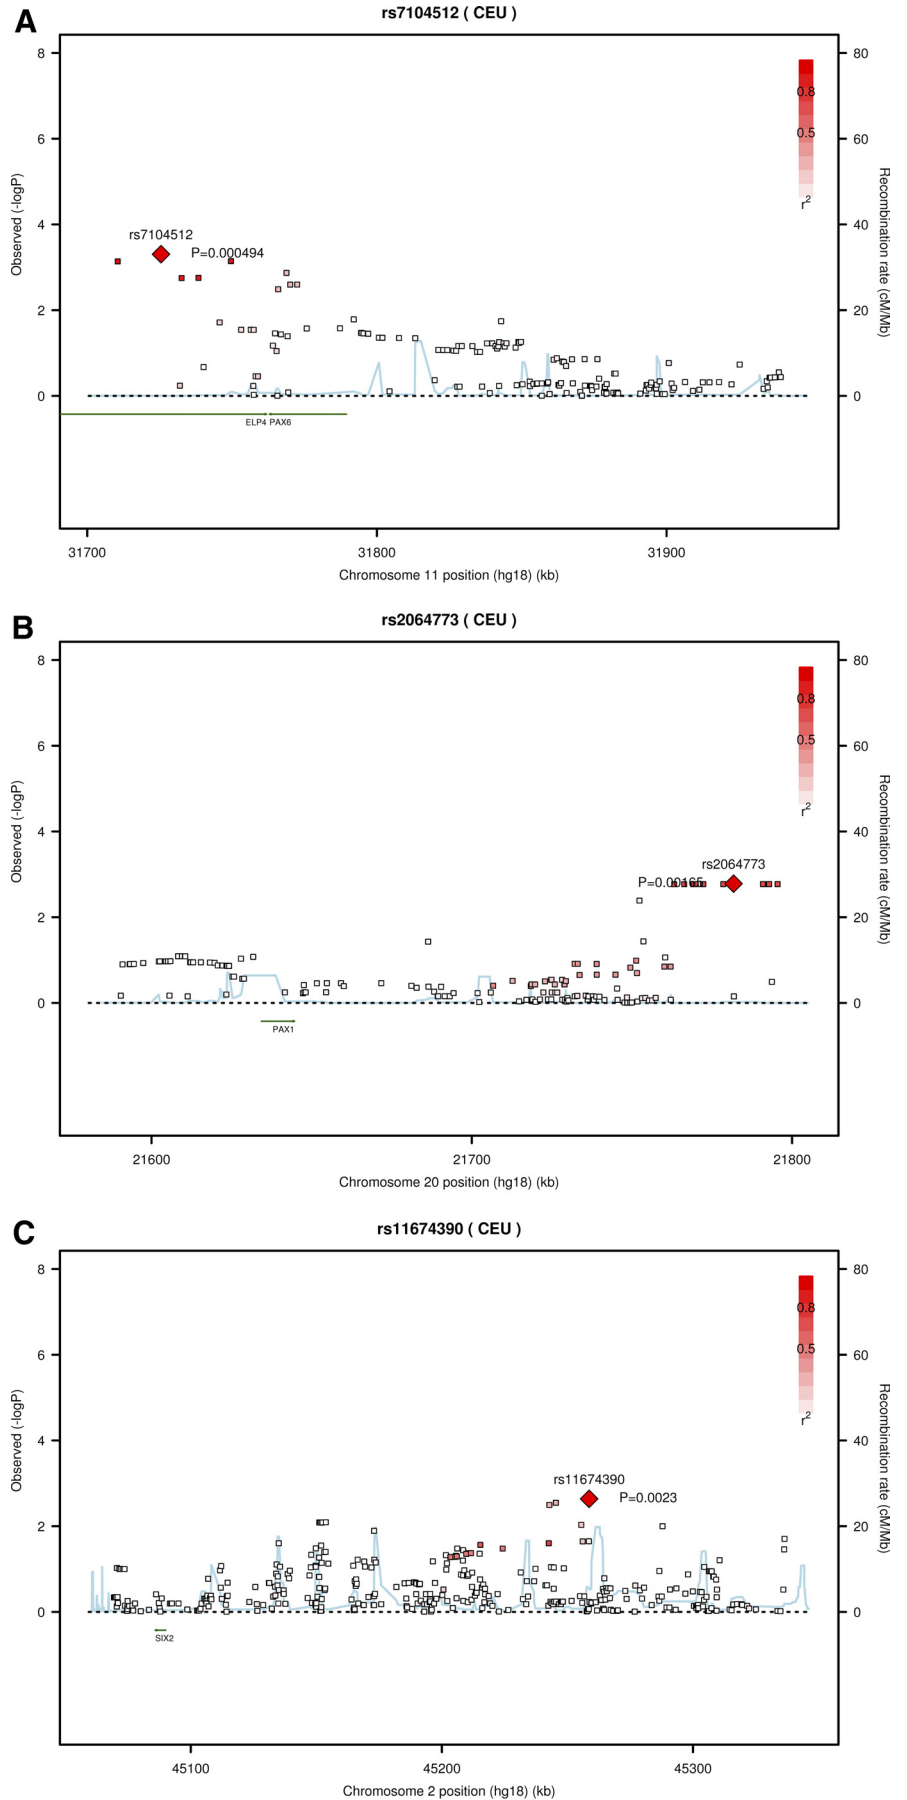 A
rs7104512 ( CEU )
8
80
0.8
6
60
0.5
Observed (-logP)
Recombination rate (cM/Mb)
r2
4
40
rs7104512
P=0.000494
2
20
0
0
ELP4 PAX6
31700
31800
31900
Chromosome 11 position (hg18) (kb)
B
rs2064773 ( CEU )
8
80
0.8
6
60
0.5
Observed (-logP)
Recombination rate (cM/Mb)
r2
4
40
rs2064773
P=0.00165
2
20
0
0
PAX1
21600
21700
21800
Chromosome 20 position (hg18) (kb)
C
rs11674390 ( CEU )
8
80
0.8
6
60
0.5
Observed (-logP)
Recombination rate (cM/Mb)
r2
4
40
rs11674390
P=0.0023
2
20
0
0
SIX2
45100
45200
45300
Chromosome 2 position (hg18) (kb)